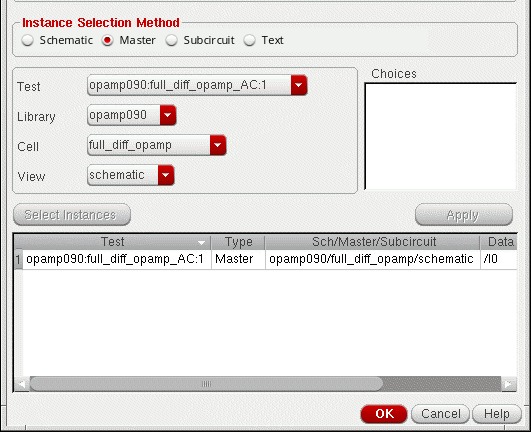 Instance Selection Method
Schematic Master Subcircuit Text
Choices
Test opamp090:full_diff_opamp_AC:1
Library opamp090
Cell full_diff_opamp
View schematic
Select Instances Apply
Test Type Sch/Master/Subcircuit Data
1 opamp090:full_diff_opamp_AC:1 Master opamp090/full_diff_opamp/schematic /I0
OK Cancel Help